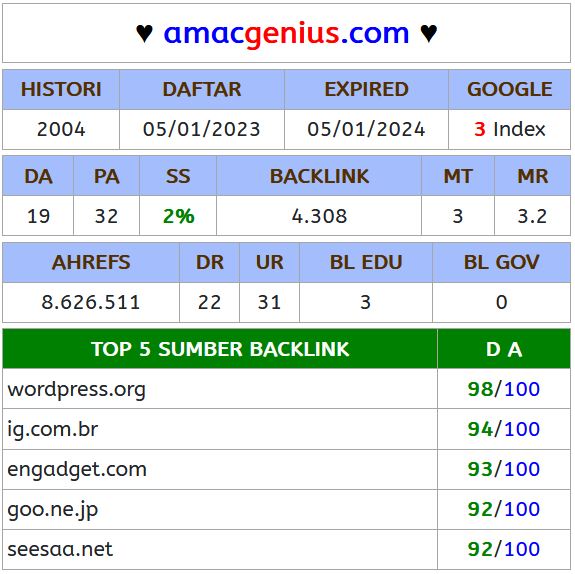 ♥ amacgenius.com ♥
HISTORI DAFTAR EXPIRED GOOGLE
2004 05/01/2023 05/01/2024 3 Index
DA PA SS BACKLINK MT MR
19 32 2% 4.308 3 3.2
AHREFS DR UR BL EDU BL GOV
8.626.511 22 31 3 0
TOP 5 SUMBER BACKLINK D A
wordpress.org 98/100
ig.com.br 94/100
engadget.com 93/100
goo.ne.jp 92/100
seesaa.net 92/100